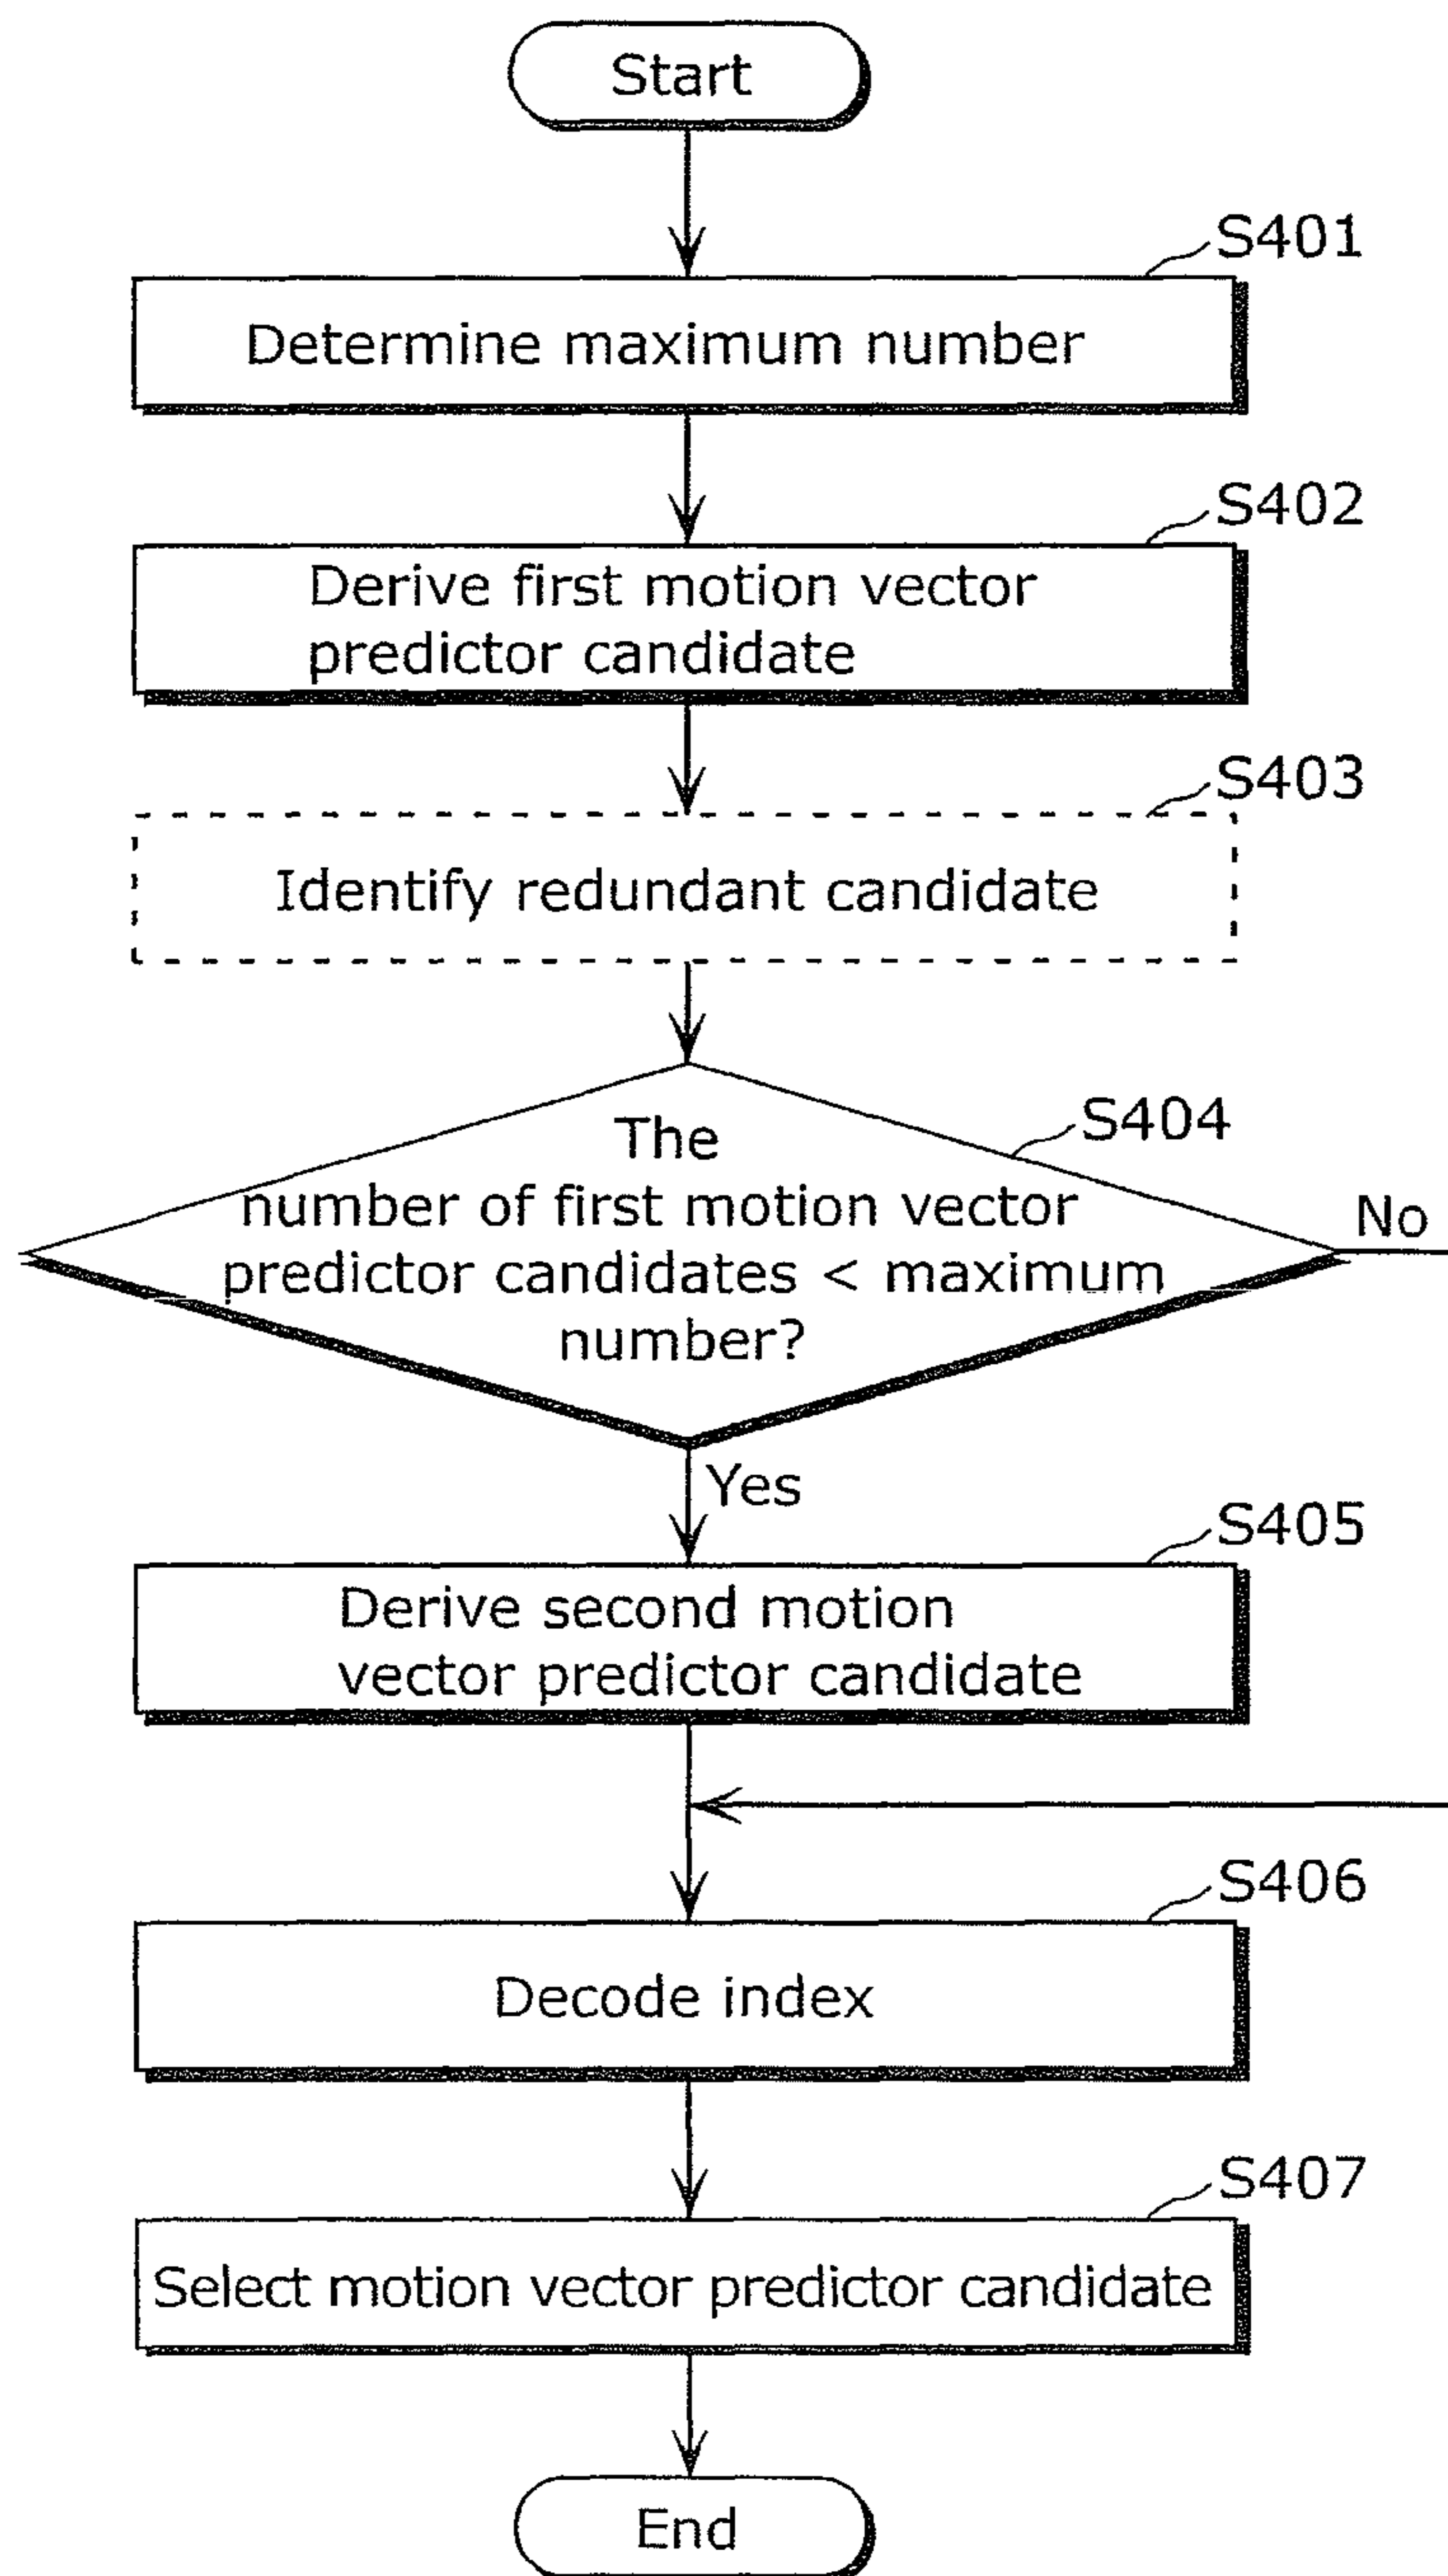 Start
S401
Determine maximum number
S402
Derive first motion vector
predictor candidate
S403
Identify redundant candidate
S404
The
number of first motion vector
predictor candidates < maximum
number?
No
Yes
S405
Derive second motion
vector predictor candidate
S406
Decode index
S407
Select motion vector predictor candidate
End